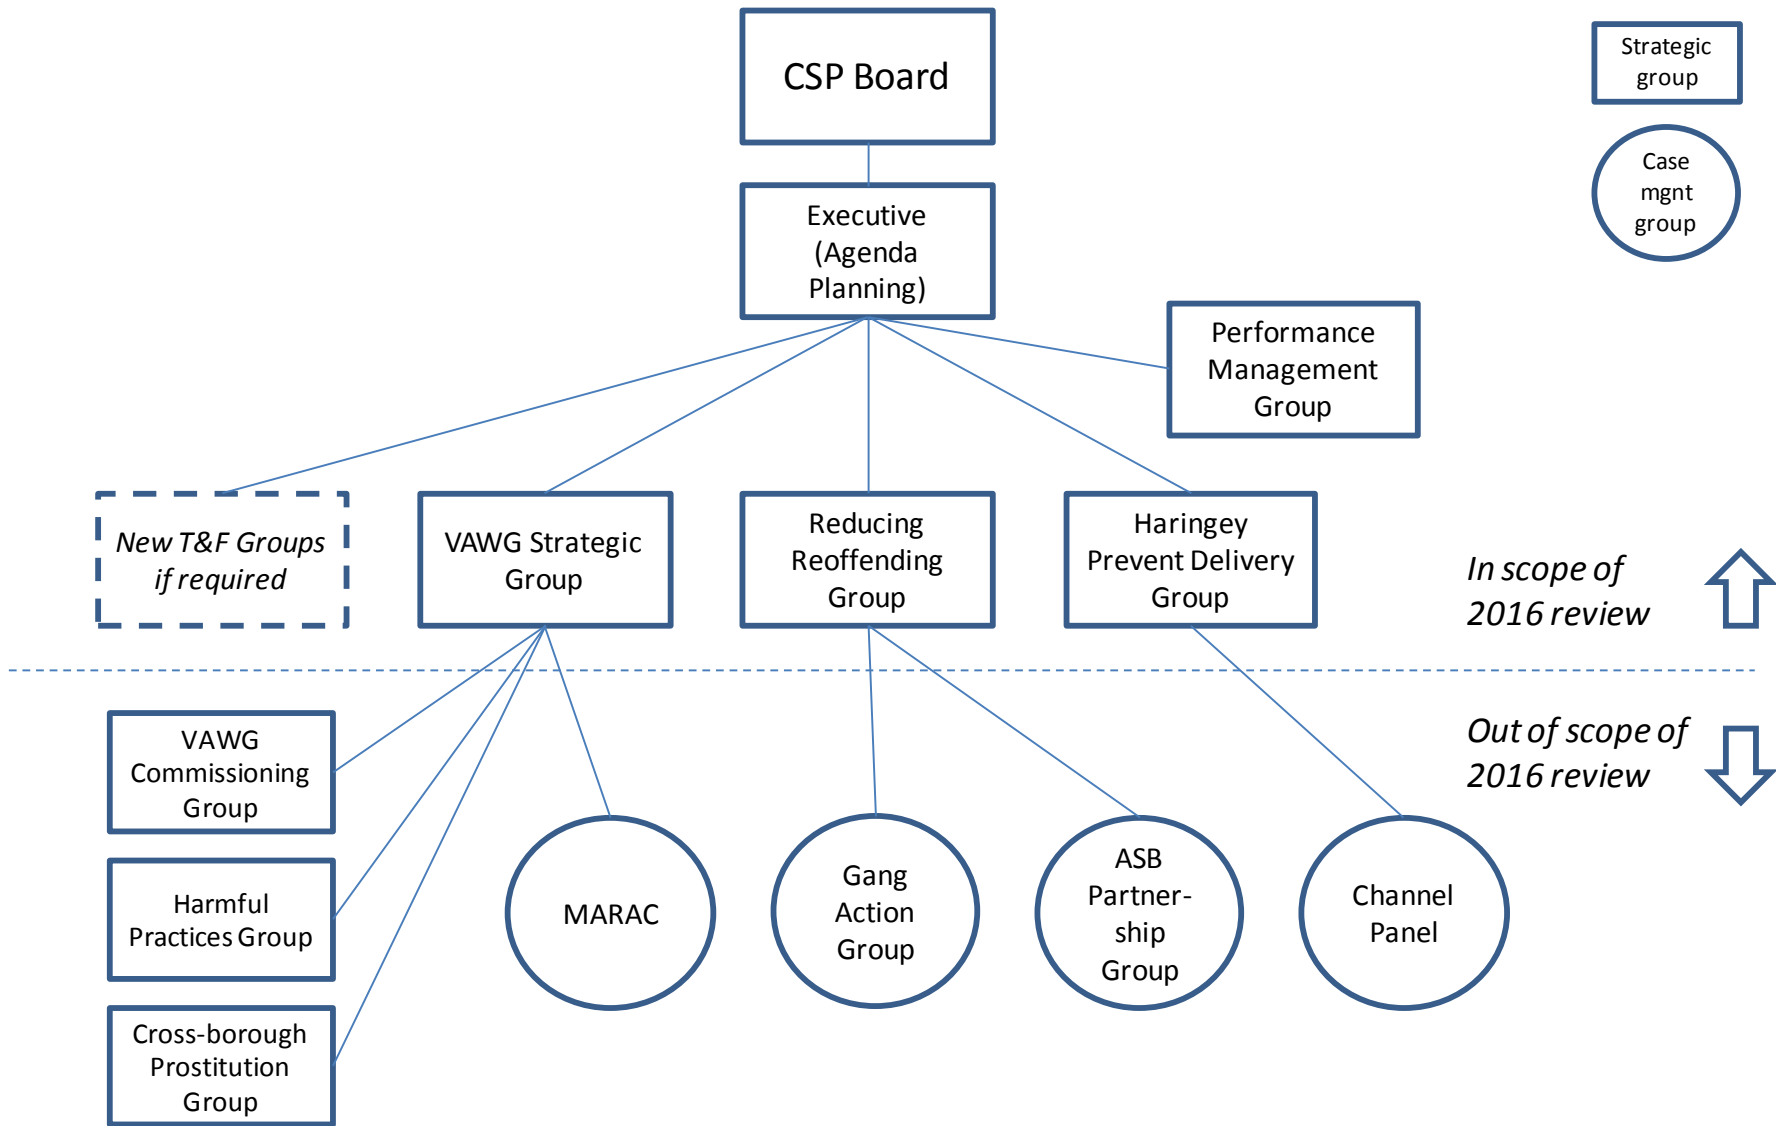 CSP Board
Strategic
group
Case
mgnt
group
Executive
(Agenda
Planning)
Performance
Management
Group
New T&F Groups
if required
VAWG Strategic
Group
Reducing
Reoffending
Group
Haringey
Prevent Delivery
Group
In scope of
2016 review
Out of scope of
2016 review
VAWG
Commissioning
Group
Harmful
Practices Group
Cross-borough
Prostitution
Group
MARAC
Gang
Action
Group
ASB
Partner-
ship
Group
Channel
Panel